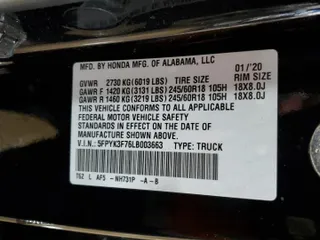 MFD. BY HONDA MFG. OF ALABAMA, LLC 01/'20
GVWR 2730 KG(6019 LBS) TIRE SIZE RIM SIZE
GAWR F 1420 KG(3131 LBS) 245/60R18 105H 18X8.0J
GAWR R 1460 KG(3219 LBS) 245/60R18 105H 18X8.0J
THIS VEHICLE CONFORMS TO ALL APPLICABLE
FEDERAL MOTOR VEHICLE SAFETY
STANDARDS IN EFFECT ON THE DATE OF
MANUFACTURE SHOWN ABOVE.
V.I.N.: 5FPYK3F76LB003663 TYPE: TRUCK
T6Z L AF5 -NH731P -A-B